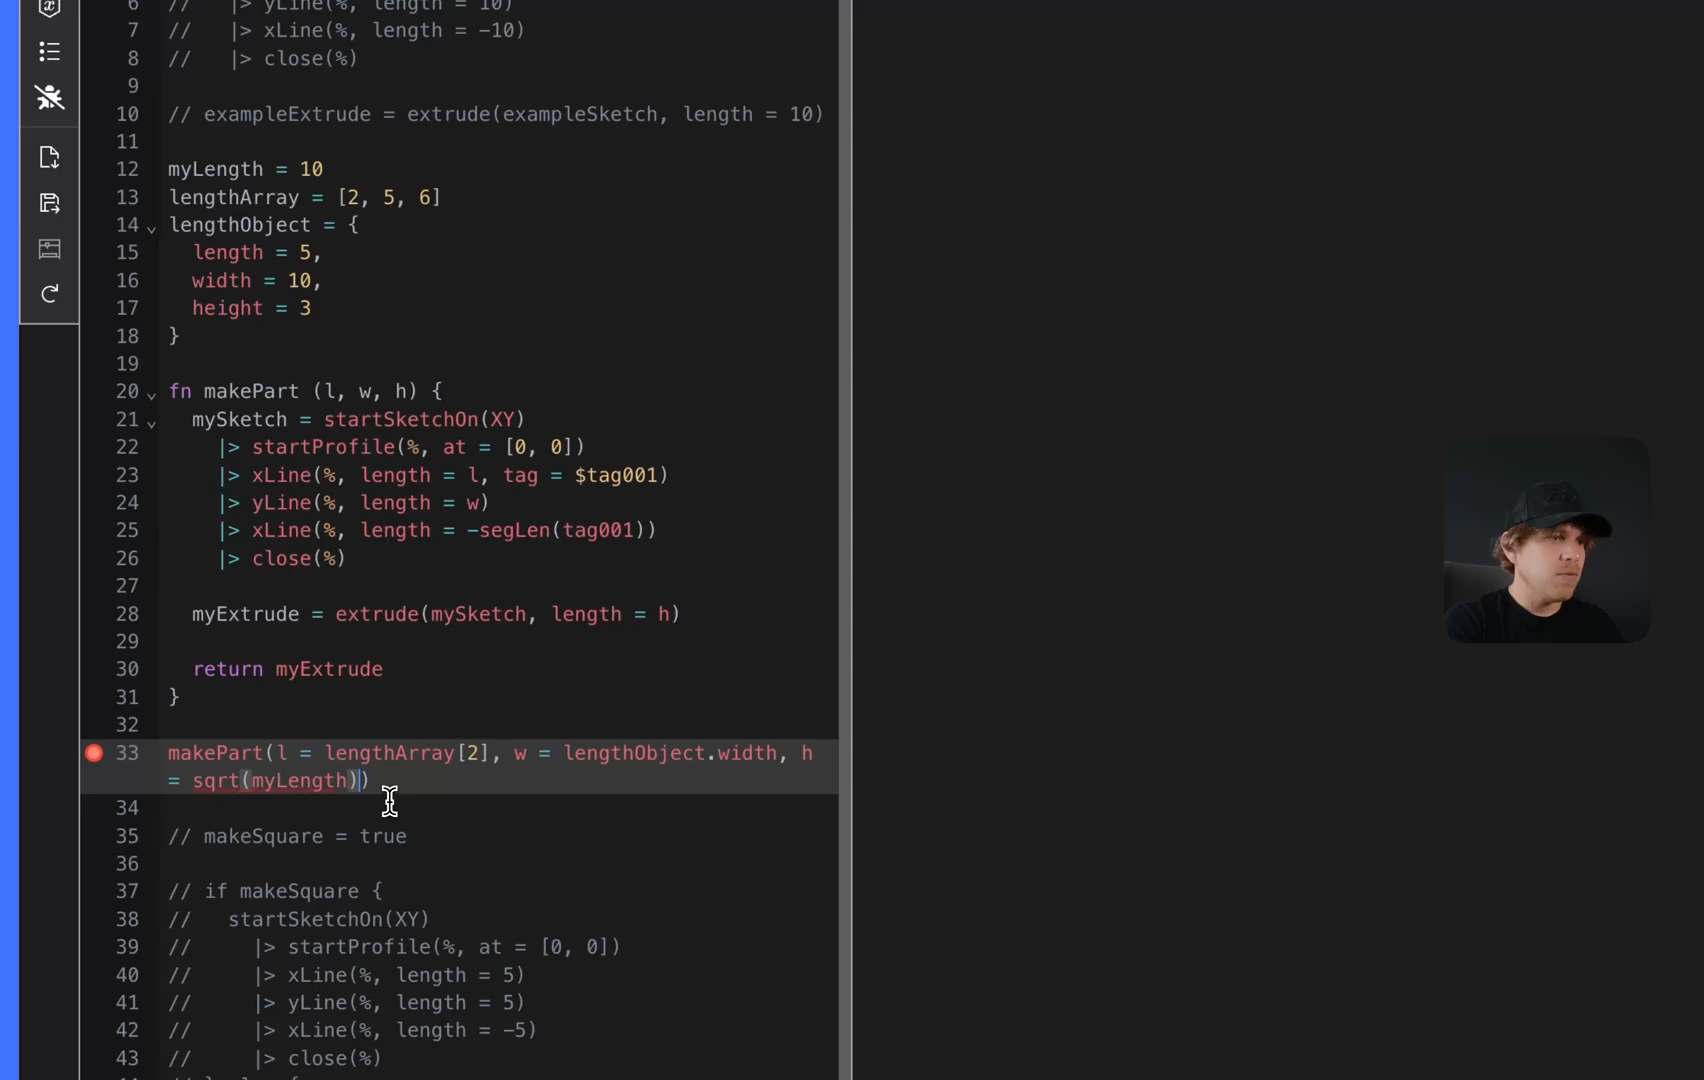 6 //   |> yLine(%, length = 10)
7 //   |> xLine(%, length = -10)
8 //   |> close(%)
9
10 // exampleExtrude = extrude(exampleSketch, length = 10)
11
12 myLength = 10
13 lengthArray = [2, 5, 6]
14 lengthObject = {
15   length = 5,
16   width = 10,
17   height = 3
18 }
19
20 fn makePart (l, w, h) {
21   mySketch = startSketchOn(XY)
22     |> startProfile(%, at = [0, 0])
23     |> xLine(%, length = l, tag = $tag001)
24     |> yLine(%, length = w)
25     |> xLine(%, length = -segLen(tag001))
26     |> close(%)
27
28   myExtrude = extrude(mySketch, length = h)
29
30   return myExtrude
31 }
32
33 makePart(l = lengthArray[2], w = lengthObject.width, h
= sqrt(myLength))
34
35 // makeSquare = true
36
37 // if makeSquare {
38 //   startSketchOn(XY)
39 //     |> startProfile(%, at = [0, 0])
40 //     |> xLine(%, length = 5)
41 //     |> yLine(%, length = 5)
42 //     |> xLine(%, length = -5)
43 //     |> close(%)